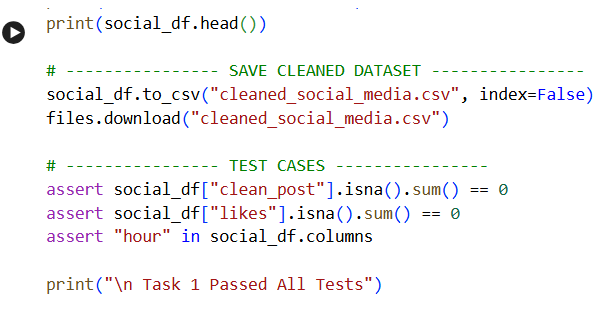 print(social_df.head())
# ---------------- SAVE CLEANED DATASET ----------------
social_df.to_csv("cleaned_social_media.csv", index=False)
files.download("cleaned_social_media.csv")
# ---------------- TEST CASES ----------------
assert social_df["clean_post"].isna().sum() == 0
assert social_df["likes"].isna().sum() == 0
assert "hour" in social_df.columns
print("\n Task 1 Passed All Tests")